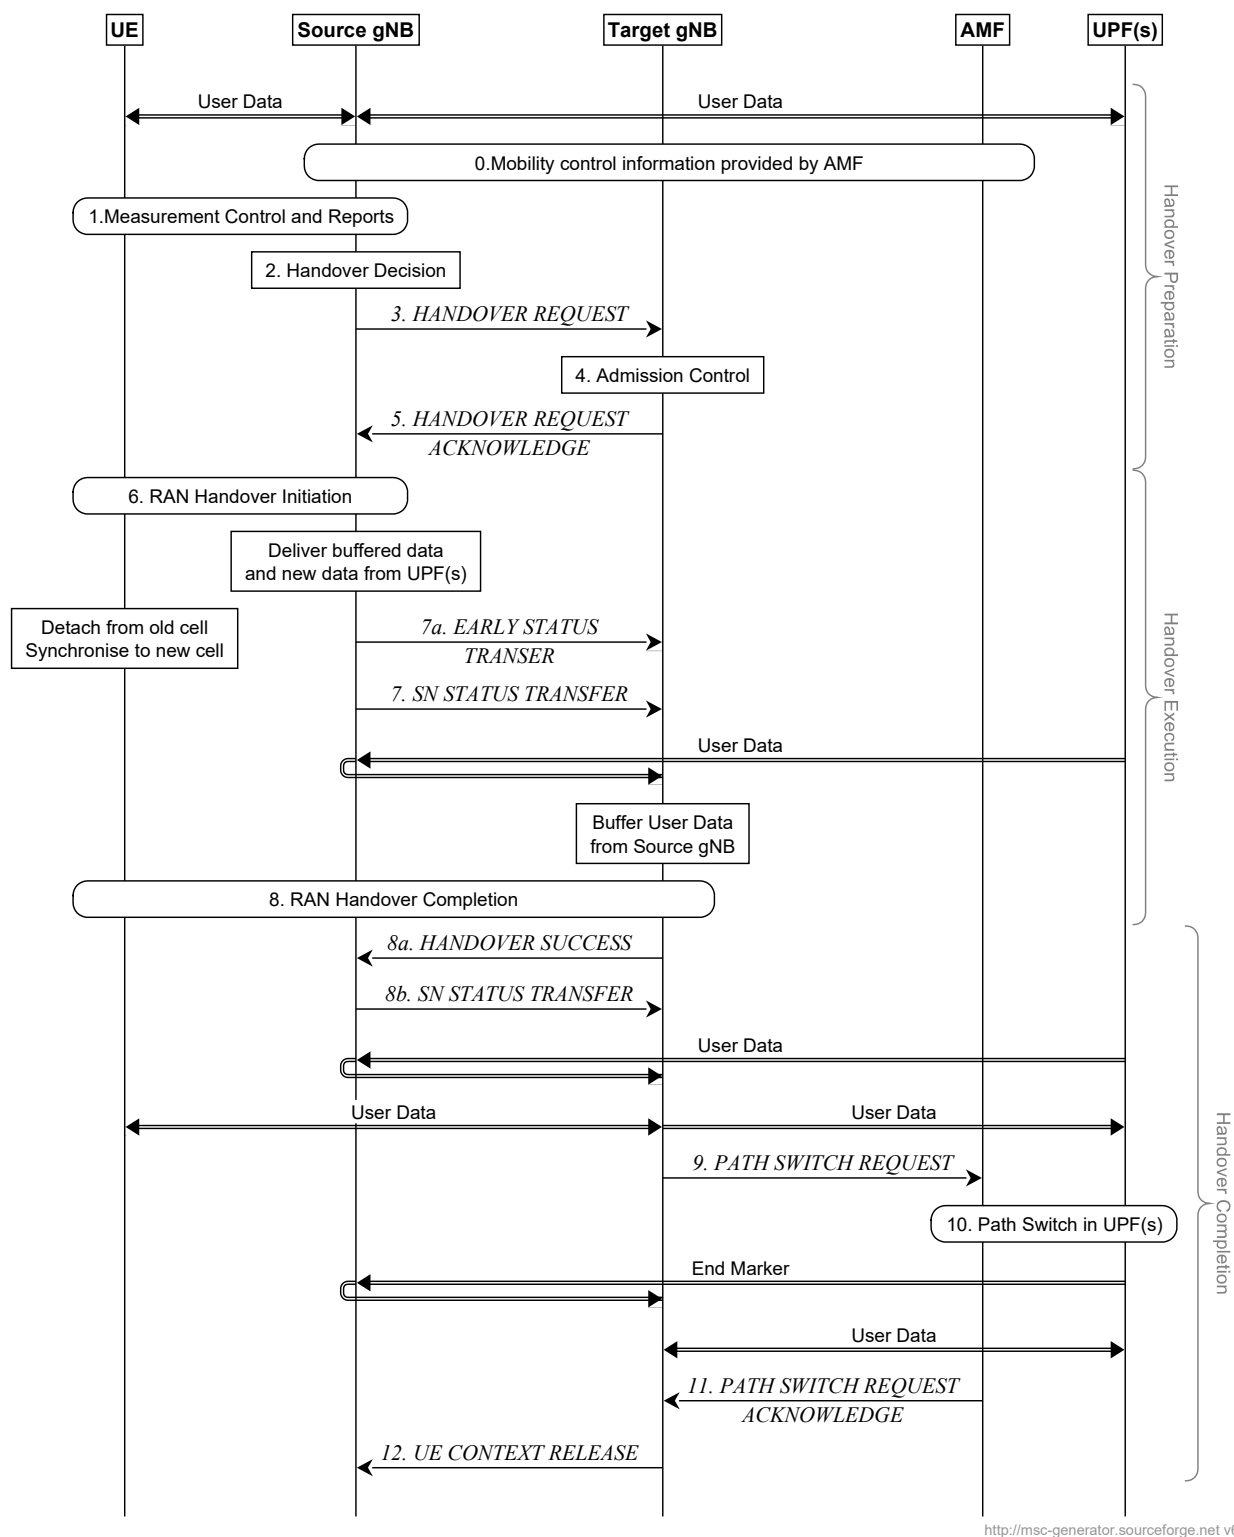 UE
Source gNB
Target gNB
AMF
UPF(s)
User Data
User Data
0.Mobility control information provided by AMF
1.Measurement Control and Reports
2. Handover Decision
3. HANDOVER REQUEST
4. Admission Control
5. HANDOVER REQUEST
ACKNOWLEDGE
Handover Preparation
6. RAN Handover Initiation
Deliver buffered data
and new data from UPF(s)
Detach from old cell
Synchronise to new cell
7a. EARLY STATUS
TRANSER
7. SN STATUS TRANSFER
User Data
Buffer User Data
from Source gNB
8. RAN Handover Completion
Handover Execution
8a. HANDOVER SUCCESS
8b. SN STATUS TRANSFER
User Data
User Data
User Data
9. PATH SWITCH REQUEST
10. Path Switch in UPF(s)
End Marker
User Data
11. PATH SWITCH REQUEST
ACKNOWLEDGE
12. UE CONTEXT RELEASE
Handover Completion
http://msc-generator.sourceforge.net v6